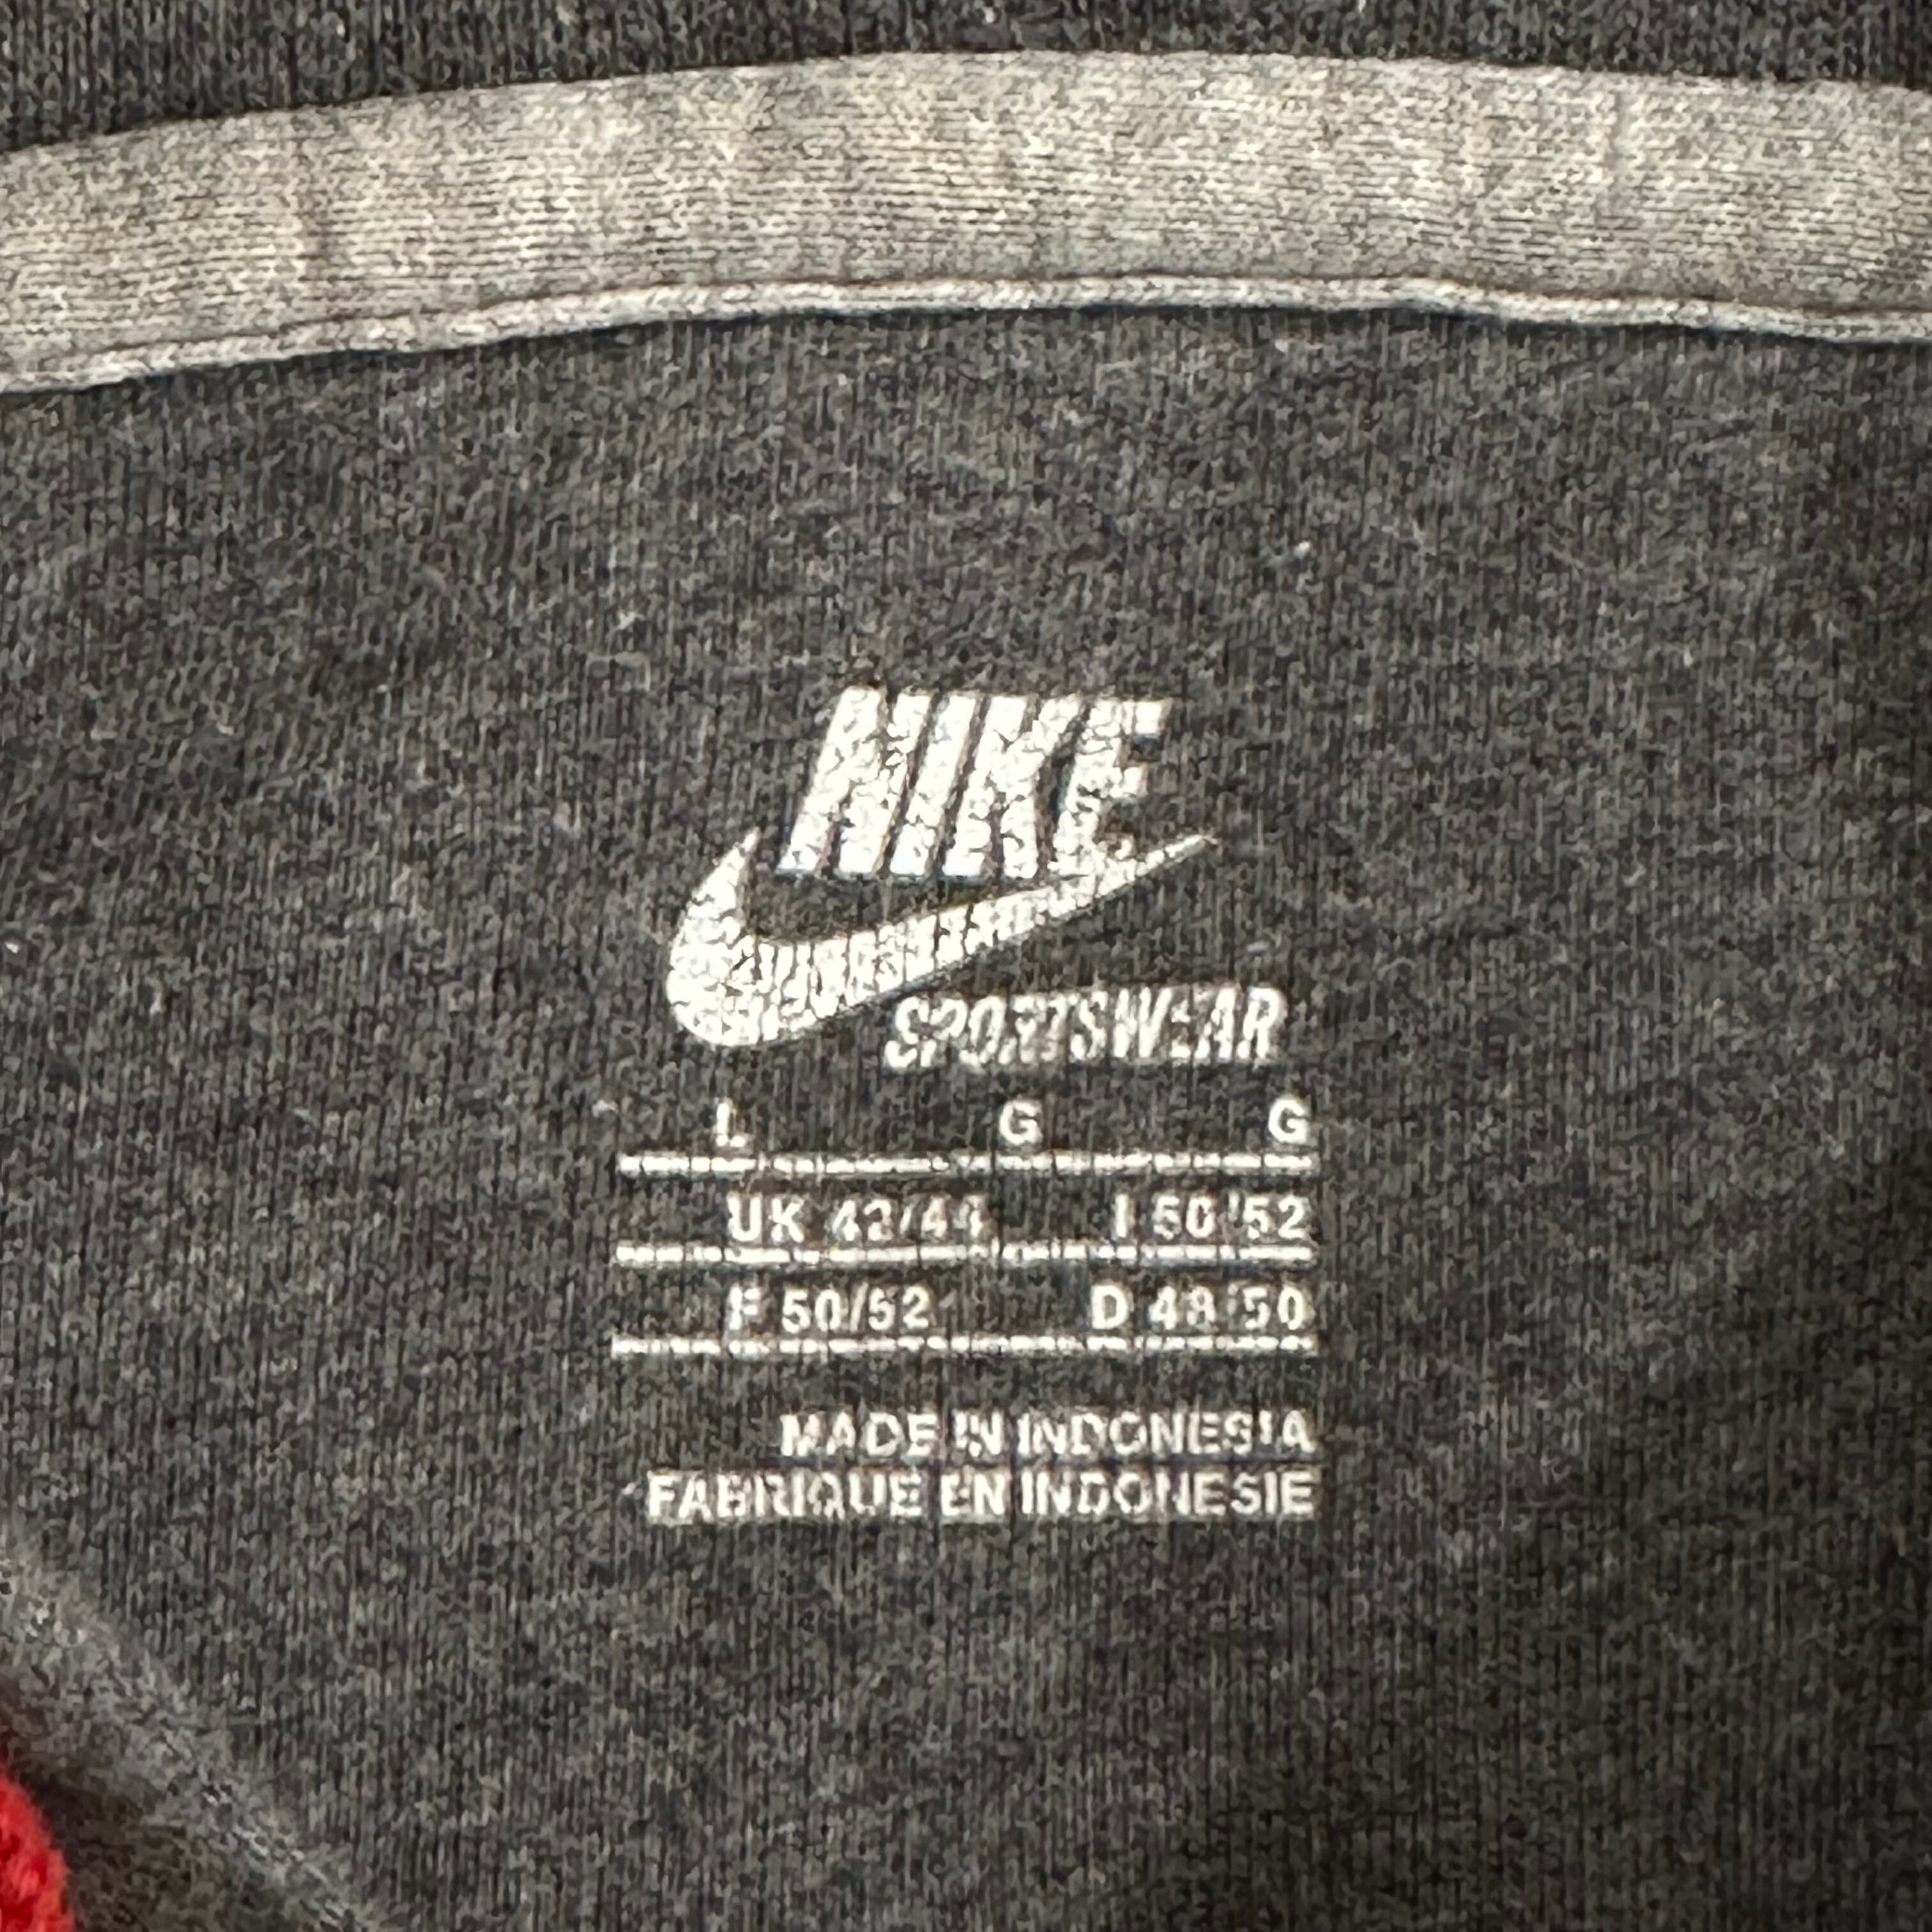 NIKE
SPORTSWEAR
L G G
UK 42/44 I 50/52
F 50/52 D 48/50
MADE IN INDONESIA
FABRIQUE EN INDONESIE